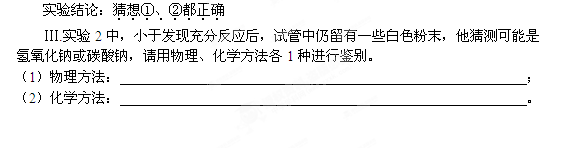 实验结论：猜想①、②都正确
III.实验 2 中，小于发现充分反应后，试管中仍留有一些白色粉末，他猜测可能是
氢氧化钠或碳酸钠，请用物理、化学方法各 1 种进行鉴别。
（1）物理方法：________________；
（2）化学方法：________________。